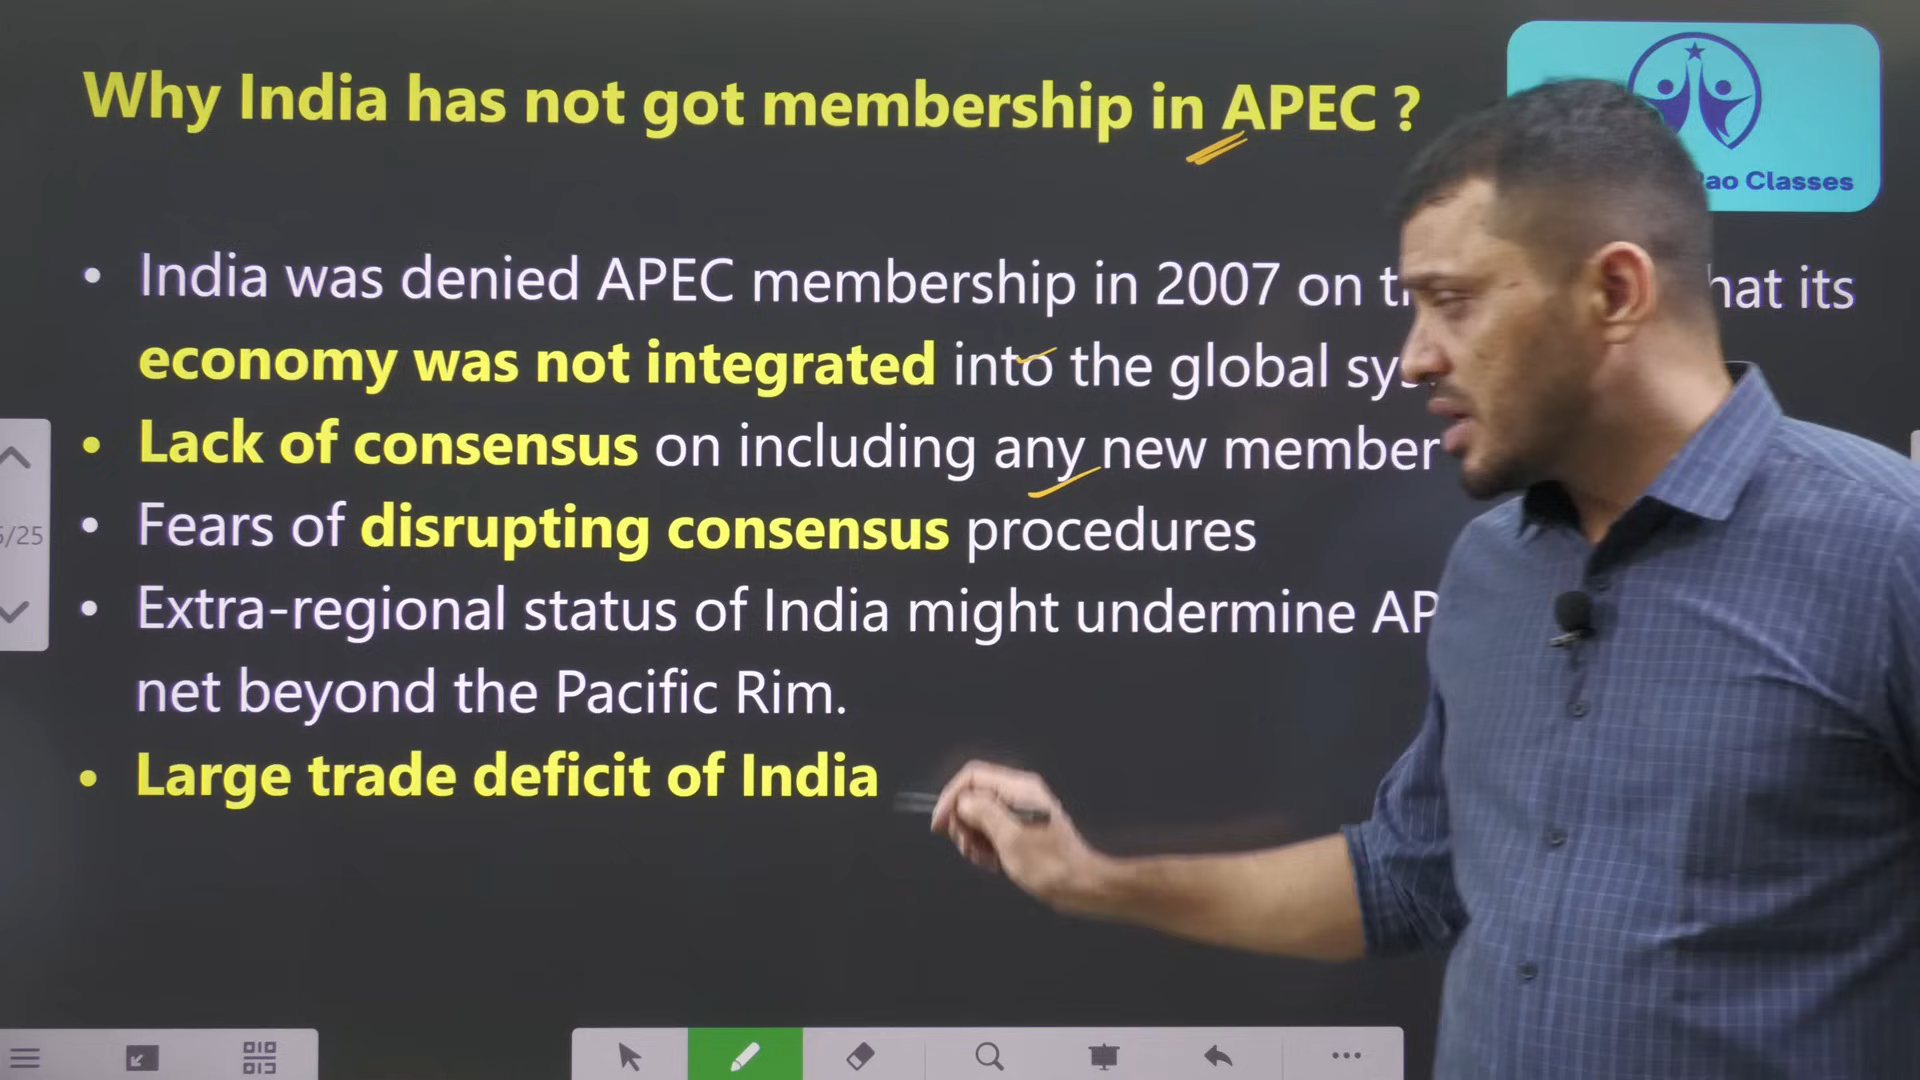 Why India has not got membership in APEC ?
ao Classes
• India was denied APEC membership in 2007 on hat its
economy was not integrated into the global
• Lack of consensus on including any new member
• Fears of disrupting consensus procedures
• Extra-regional status of India might undermine
net beyond the Pacific Rim.
• Large trade deficit of India
/25